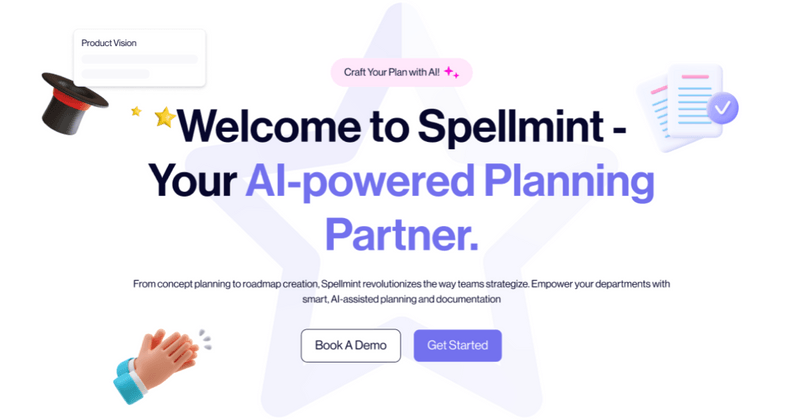 Product Vision
Craft Your Plan with AI!
Welcome to Spellmint -
Your AI-powered Planning
Partner.
From concept planning to roadmap creation, Spellmint revolutionizes the way teams strategize. Empower your departments with
smart, AI-assisted planning and documentation
Book A Demo
Get Started